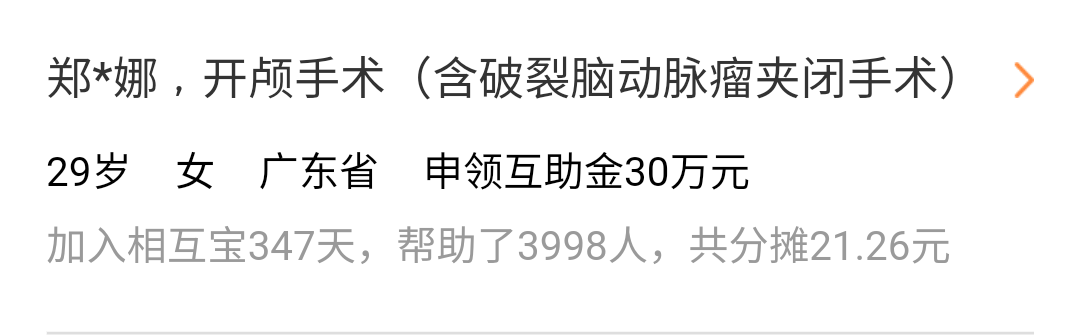 郑*娜，开颅手术（含破裂脑动脉瘤夹闭手术）
29岁 女 广东省 申领互助金30万元
加入相互宝347天，帮助了3998人，共分摊21.26元